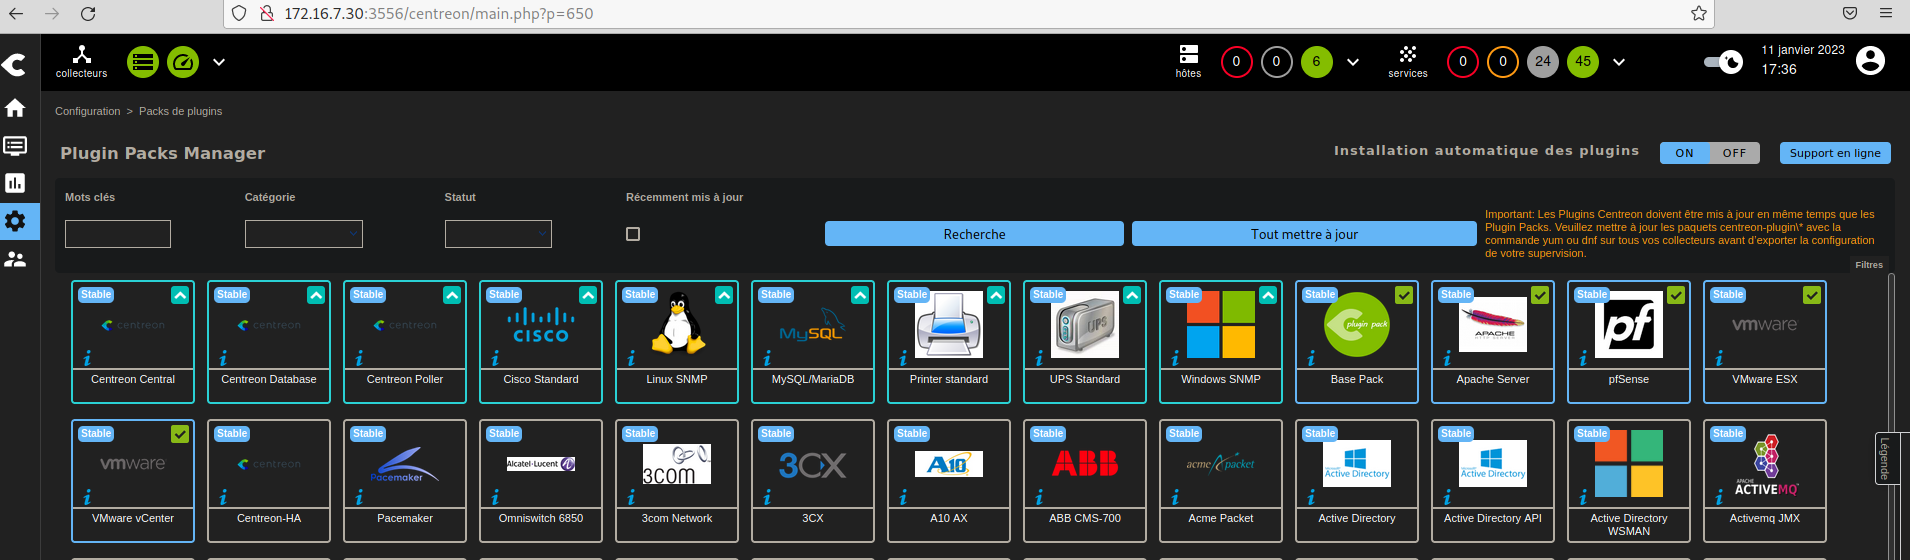 172.16.7.30:3556/centreon/main.php?p=650
collecteurs
hôtes
0
0
6
services
0
0
24
45
11 janvier 2023
17:36
Configuration > Packs de plugins
Plugin Packs Manager
Installation automatique des plugins
ON OFF
Support en ligne
Mots clés
Catégorie
Statut
Récemment mis à jour
Recherche
Tout mettre à jour
Important: Les Plugins Centreon doivent être mis à jour en même temps que les
Plugin Packs. Veuillez mettre à jour les paquets centreon-plugin\* avec la
commande yum ou dnf sur tous vos collecteurs avant d'exporter la configuration
de votre supervision.
Filtres
Stable
centreon
Centreon Central
Stable
centreon
Centreon Database
Stable
centreon
Centreon Poller
Stable
CISCO
Cisco Standard
Stable
Linux SNMP
Stable
MySQL
MySQL/MariaDB
Stable
Printer standard
Stable
UPS
UPS Standard
Stable
Windows SNMP
Stable
plugin pack
Base Pack
Stable
APACHE
HTTP SERVER
Apache Server
Stable
pf
pfSense
Stable
vmware
VMware ESX
Stable
vmware
VMware vCenter
Stable
centreon
Centreon-HA
Stable
Pacemaker
Pacemaker
Stable
Alcatel-Lucent
Omniswitch 6850
Stable
3com
3com Network
Stable
3CX
3CX
Stable
A10
A10 AX
Stable
ABB
ABB CMS-700
Stable
acme packet
Acme Packet
Stable
Active Directory
Active Directory
Stable
Active Directory
Active Directory API
Stable
Active Directory
WSMAN
Stable
APACHE
ACTIVEMQ
Activemq JMX
Légende